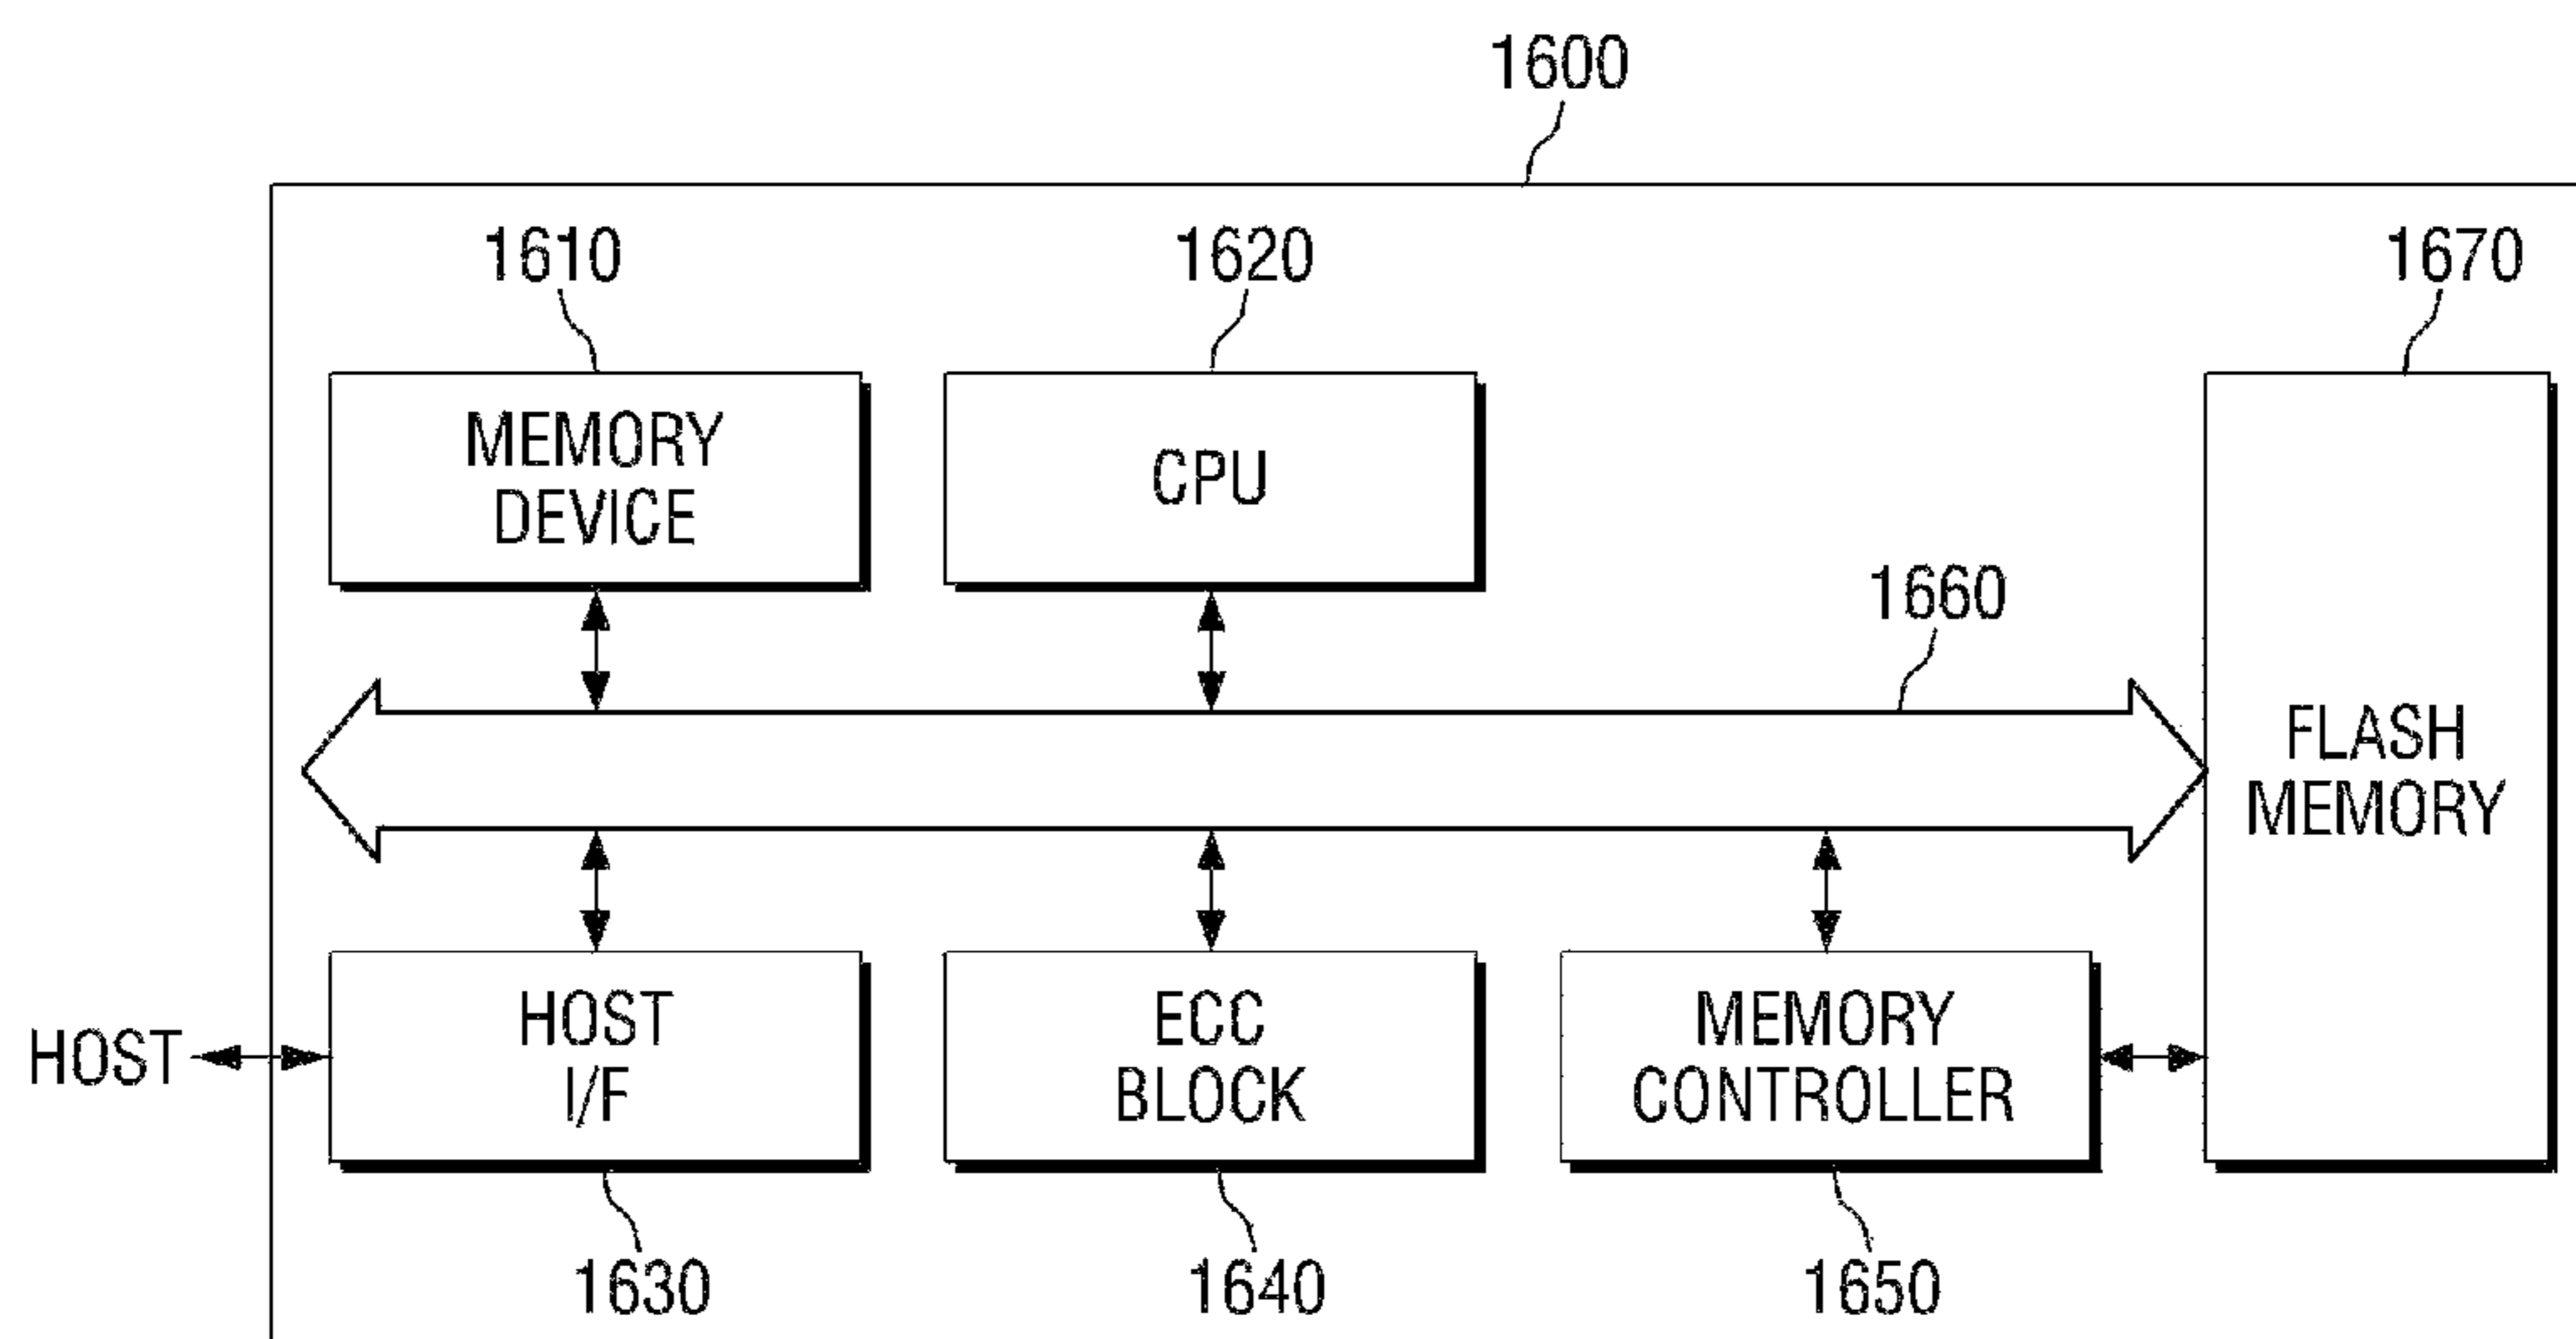 1600
1610
1620
1670
MEMORY
DEVICE
CPU
1660
FLASH
MEMORY
HOST
HOST
I/F
ECC
BLOCK
MEMORY
CONTROLLER
1630
1640
1650